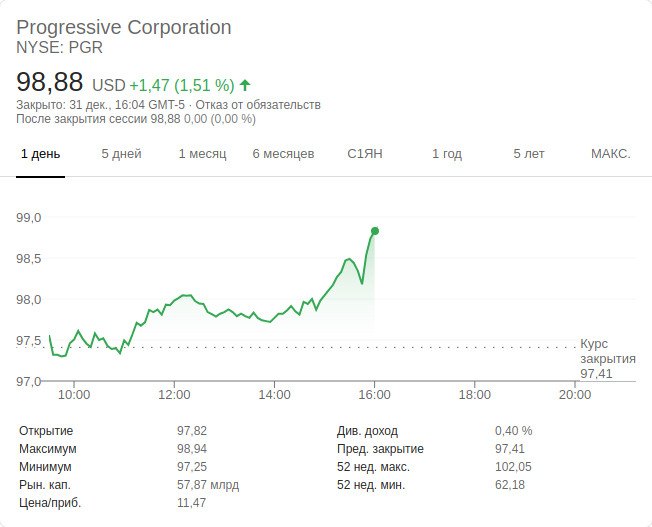 Progressive Corporation
NYSE: PGR
98,88 USD +1,47 (1,51 %)
Закрыто: 31 дек., 16:04 GMT-5 · Отказ от обязательств
После закрытия сессии 98,88 0,00 (0,00 %)
1 день 5 дней 1 месяц 6 месяцев С1ЯН 1 год 5 лет МАКС.
99,0
98,5
98,0
97,5
97,0
Курс
закрытия
97,41
10:00 12:00 14:00 16:00 18:00 20:00
Открытие 97,82 Див. доход 0,40 %
Максимум 98,94 Пред. закрытие 97,41
Минимум 97,25 52 нед. макс. 102,05
Рын. кап. 57,87 млрд 52 нед. мин. 62,18
Цена/приб. 11,47